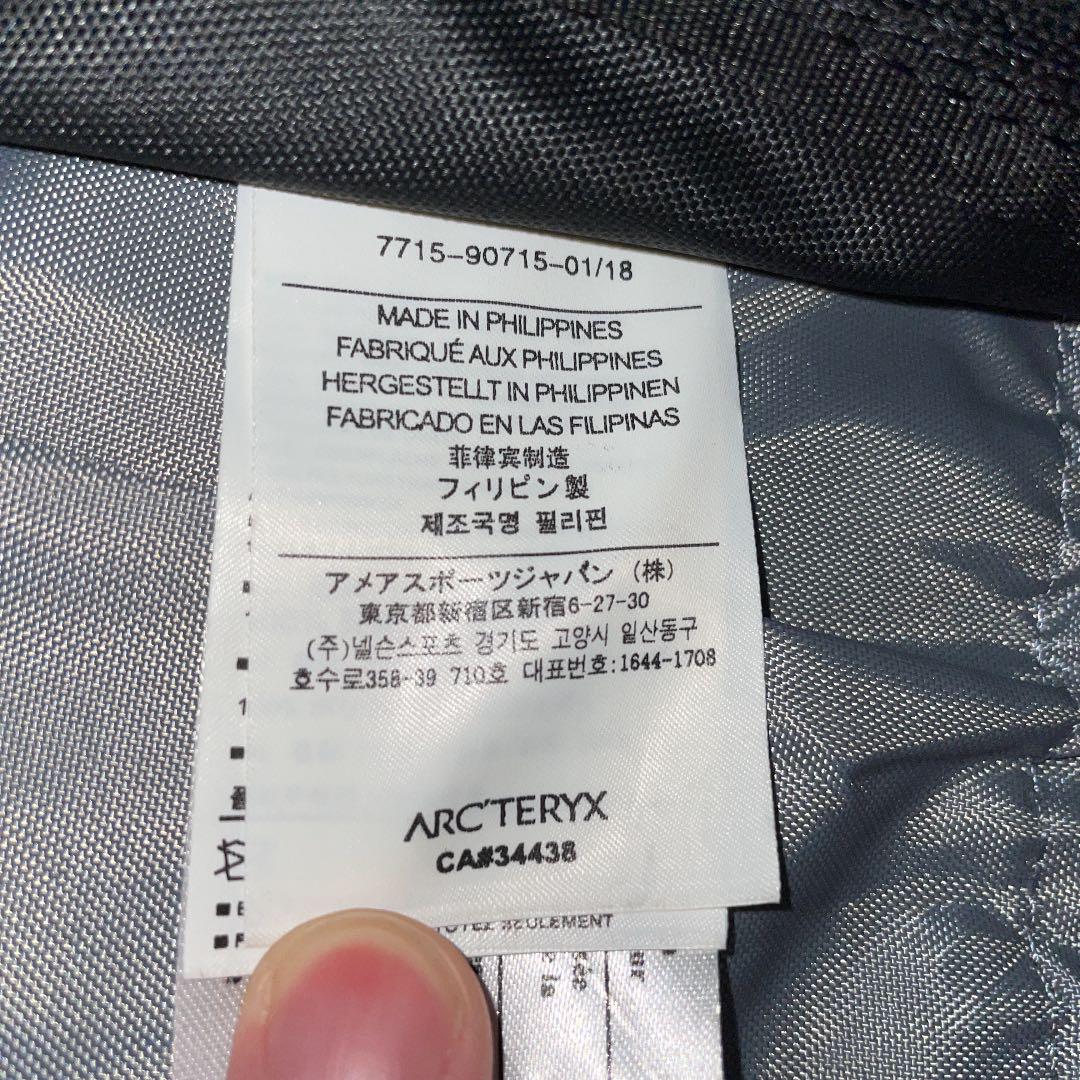 7715-90715-01/18
MADE IN PHILIPPINES
FABRIQUÉ AUX PHILIPPINES
HERGESTELLT IN PHILIPPINEN
FABRICADO EN LAS FILIPINAS
菲律宾制造
フィリピン製
제조국명 필리핀
アメアスポーツジャパン (株)
東京都新宿区新宿6-27-30
(주)넬슨스포츠 경기도 고양시 일산동구
호수로358-39 710호 대표번호:1644-1708
ARC'TERYX
CA#34438
SEULEMENT